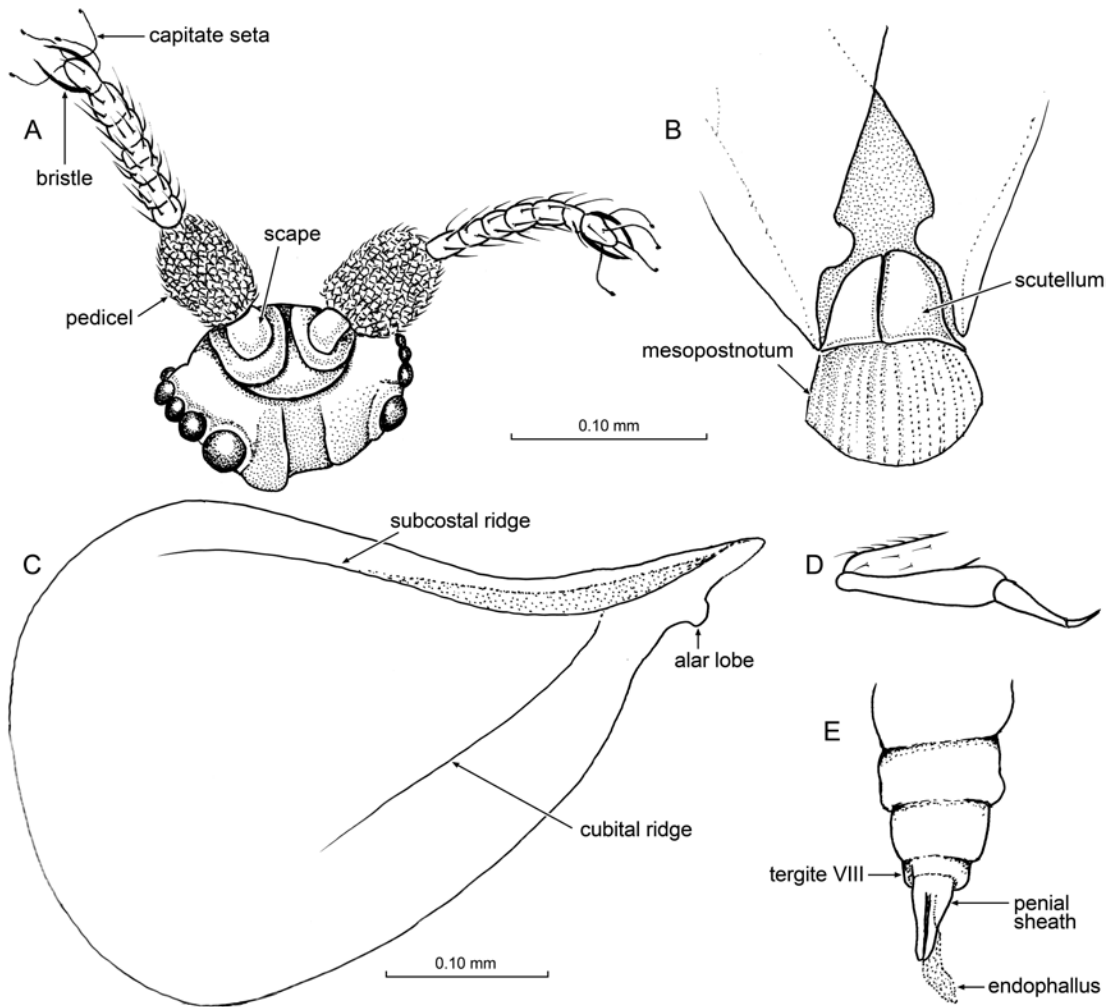 capitate seta
A
B
bristle
scape
pedicel
scutellum
mesopostnotum
0.10 mm
subcostal ridge
C
D
alar lobe
E
cubital ridge
tergite VIII
penial
sheath
0.10 mm
endophallus